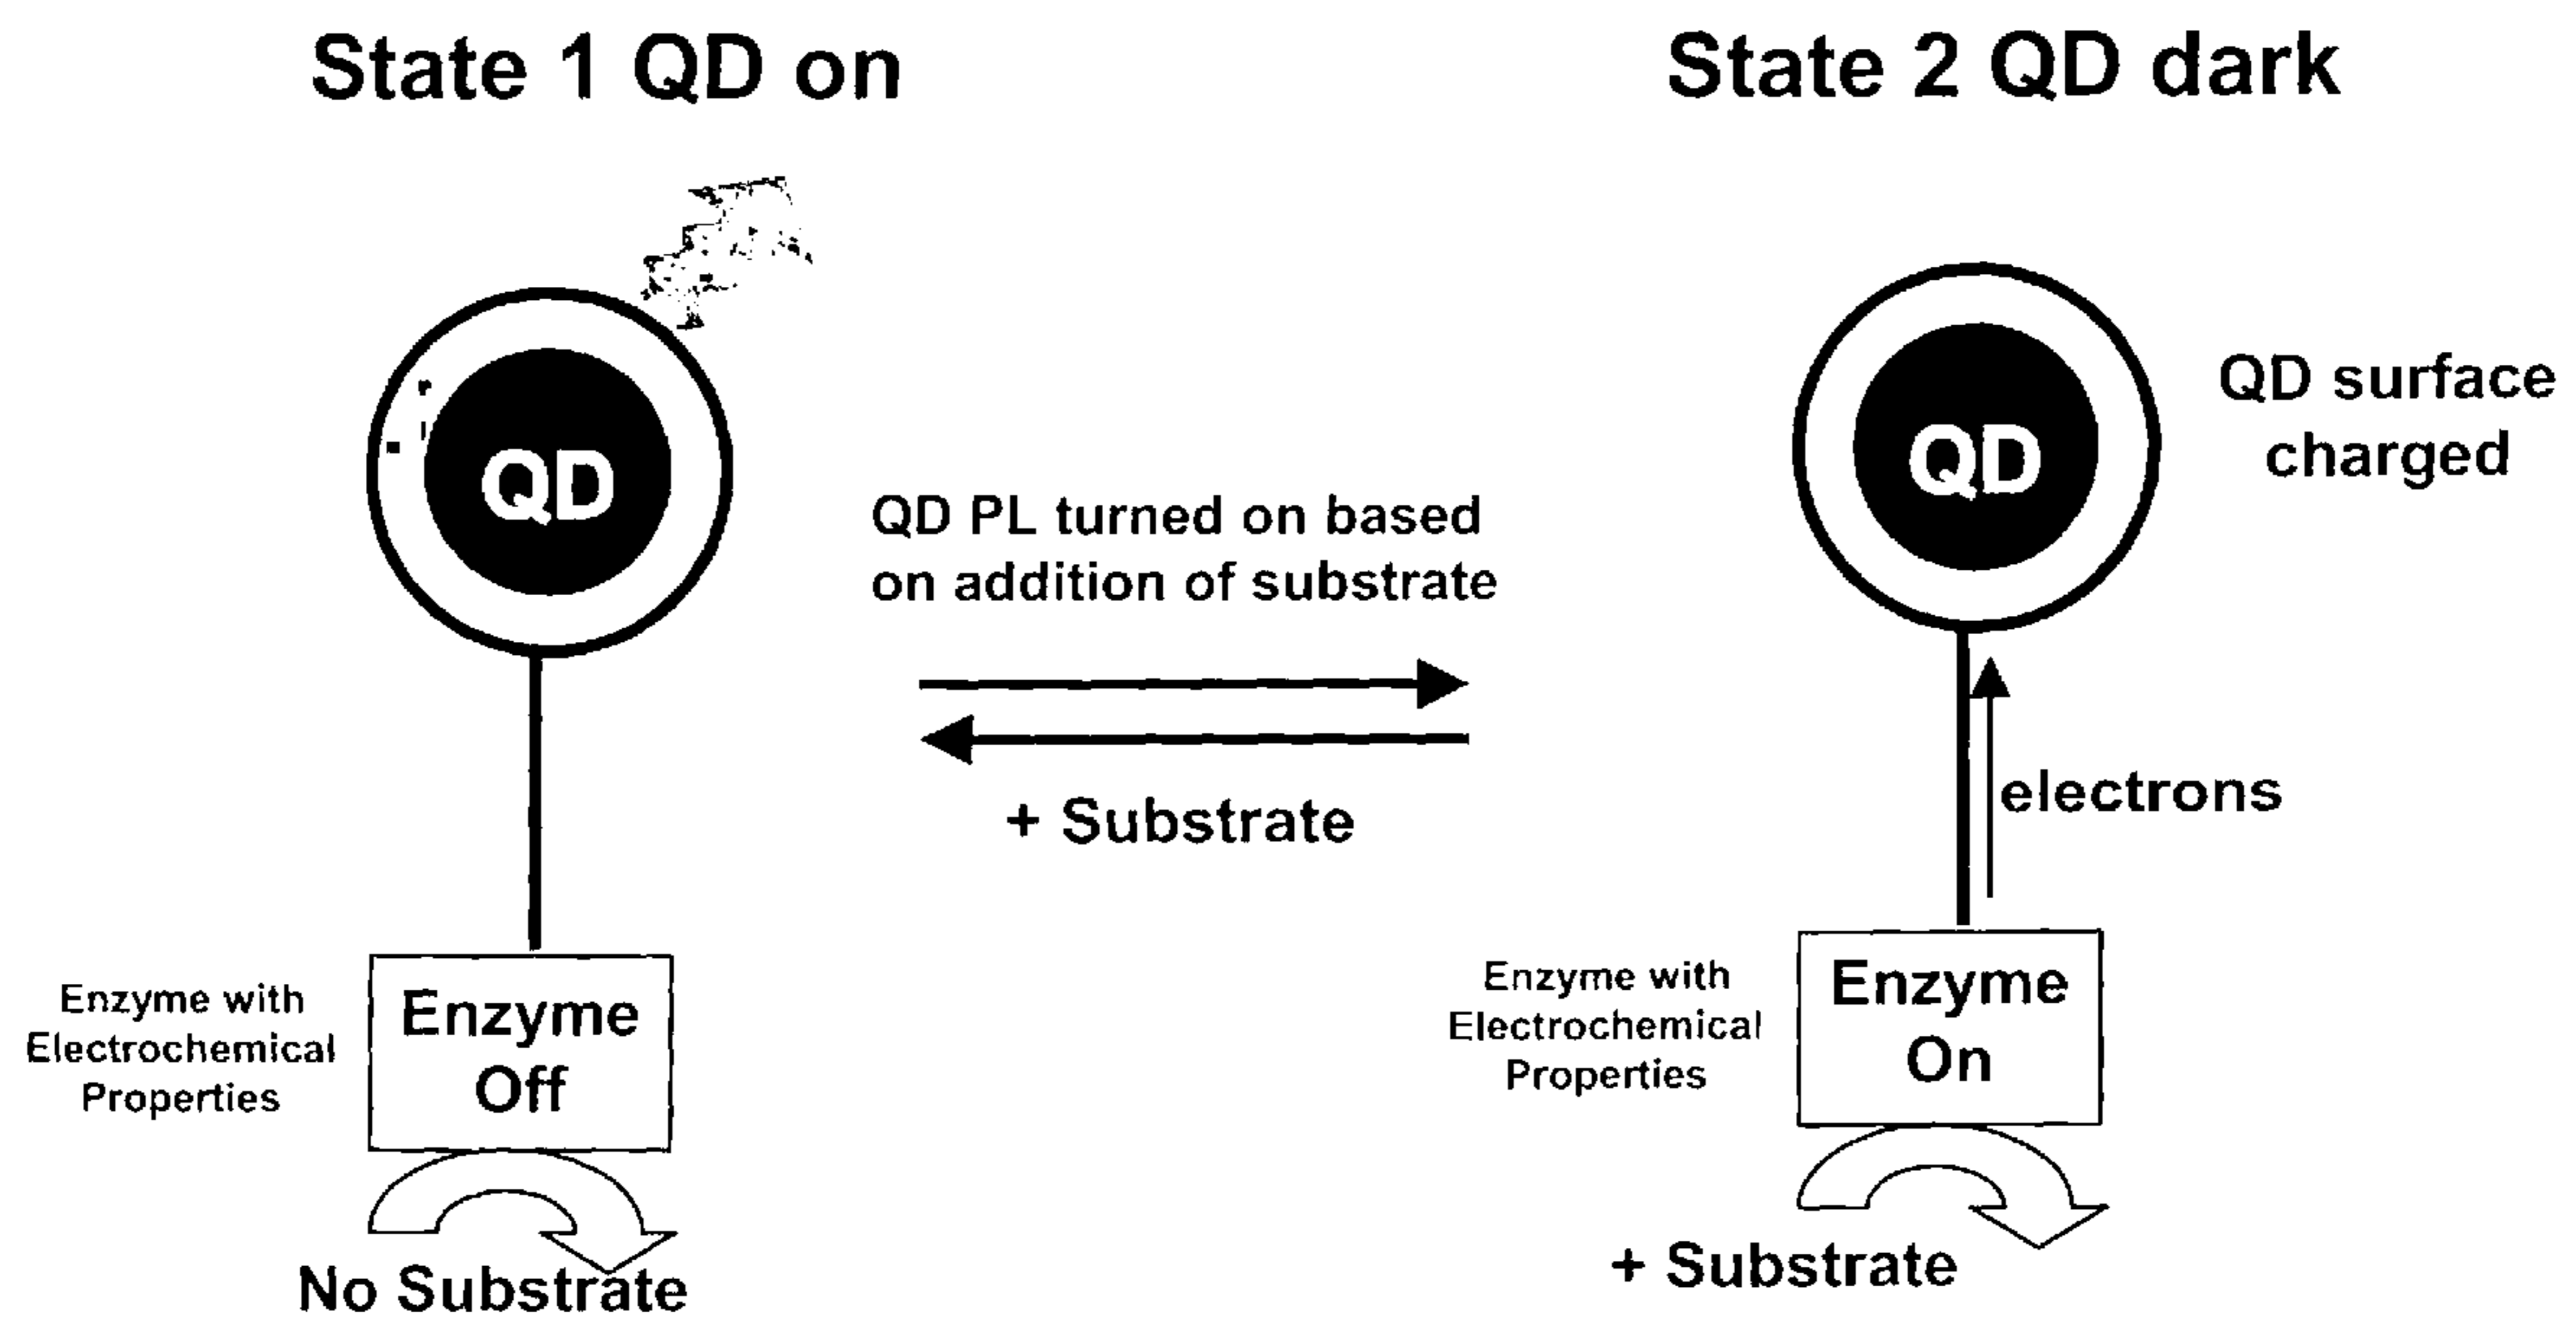 State 1 QD on
State 2 QD dark
QD
QD
QD surface
charged
QD PL turned on based
on addition of substrate
+ Substrate
electrons
Enzyme with
Electrochemical
Properties
Enzyme
Off
No Substrate
Enzyme with
Electrochemical
Properties
Enzyme
On
+ Substrate